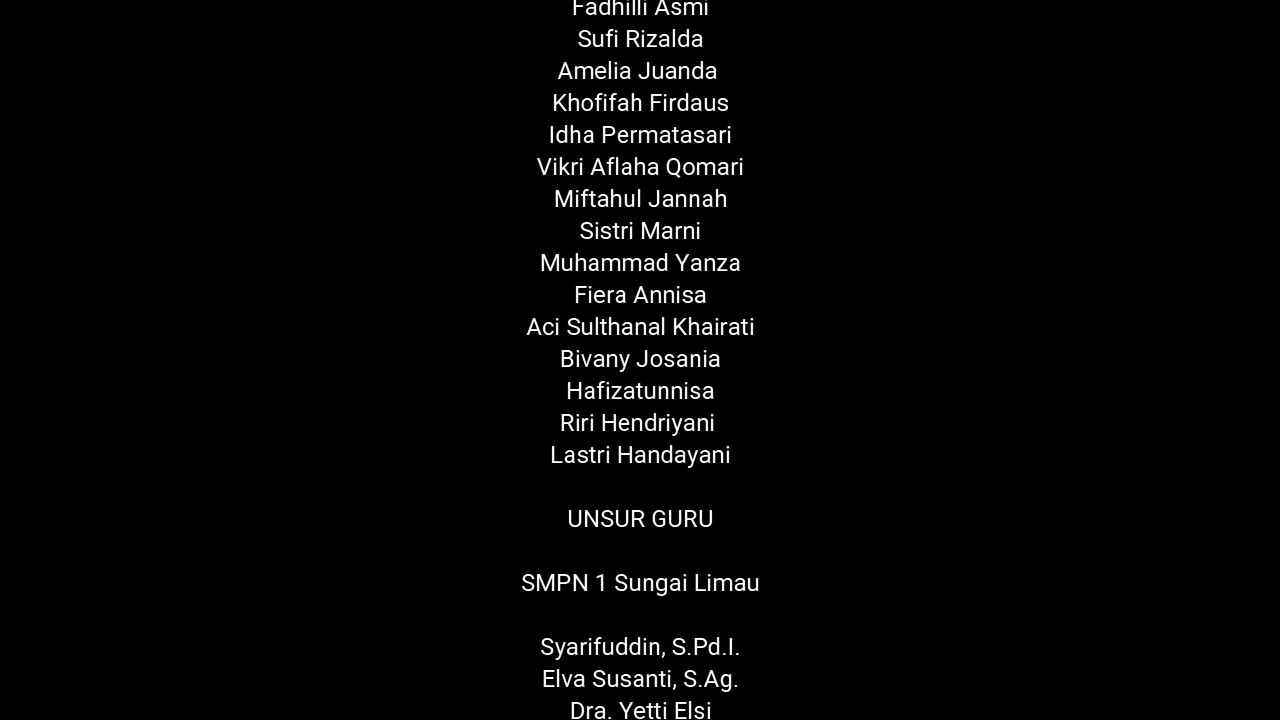 Fadhilli Asmi
Sufi Rizalda
Amelia Juanda
Khofifah Firdaus
Idha Permatasari
Vikri Aflaha Qomari
Miftahul Jannah
Sistri Marni
Muhammad Yanza
Fiera Annisa
Aci Sulthanal Khairati
Bivany Josania
Hafizatunnisa
Riri Hendriyani
Lastri Handayani
UNSUR GURU
SMPN 1 Sungai Limau
Syarifuddin, S.Pd.I.
Elva Susanti, S.Ag.
Dra. Yetti Elsi